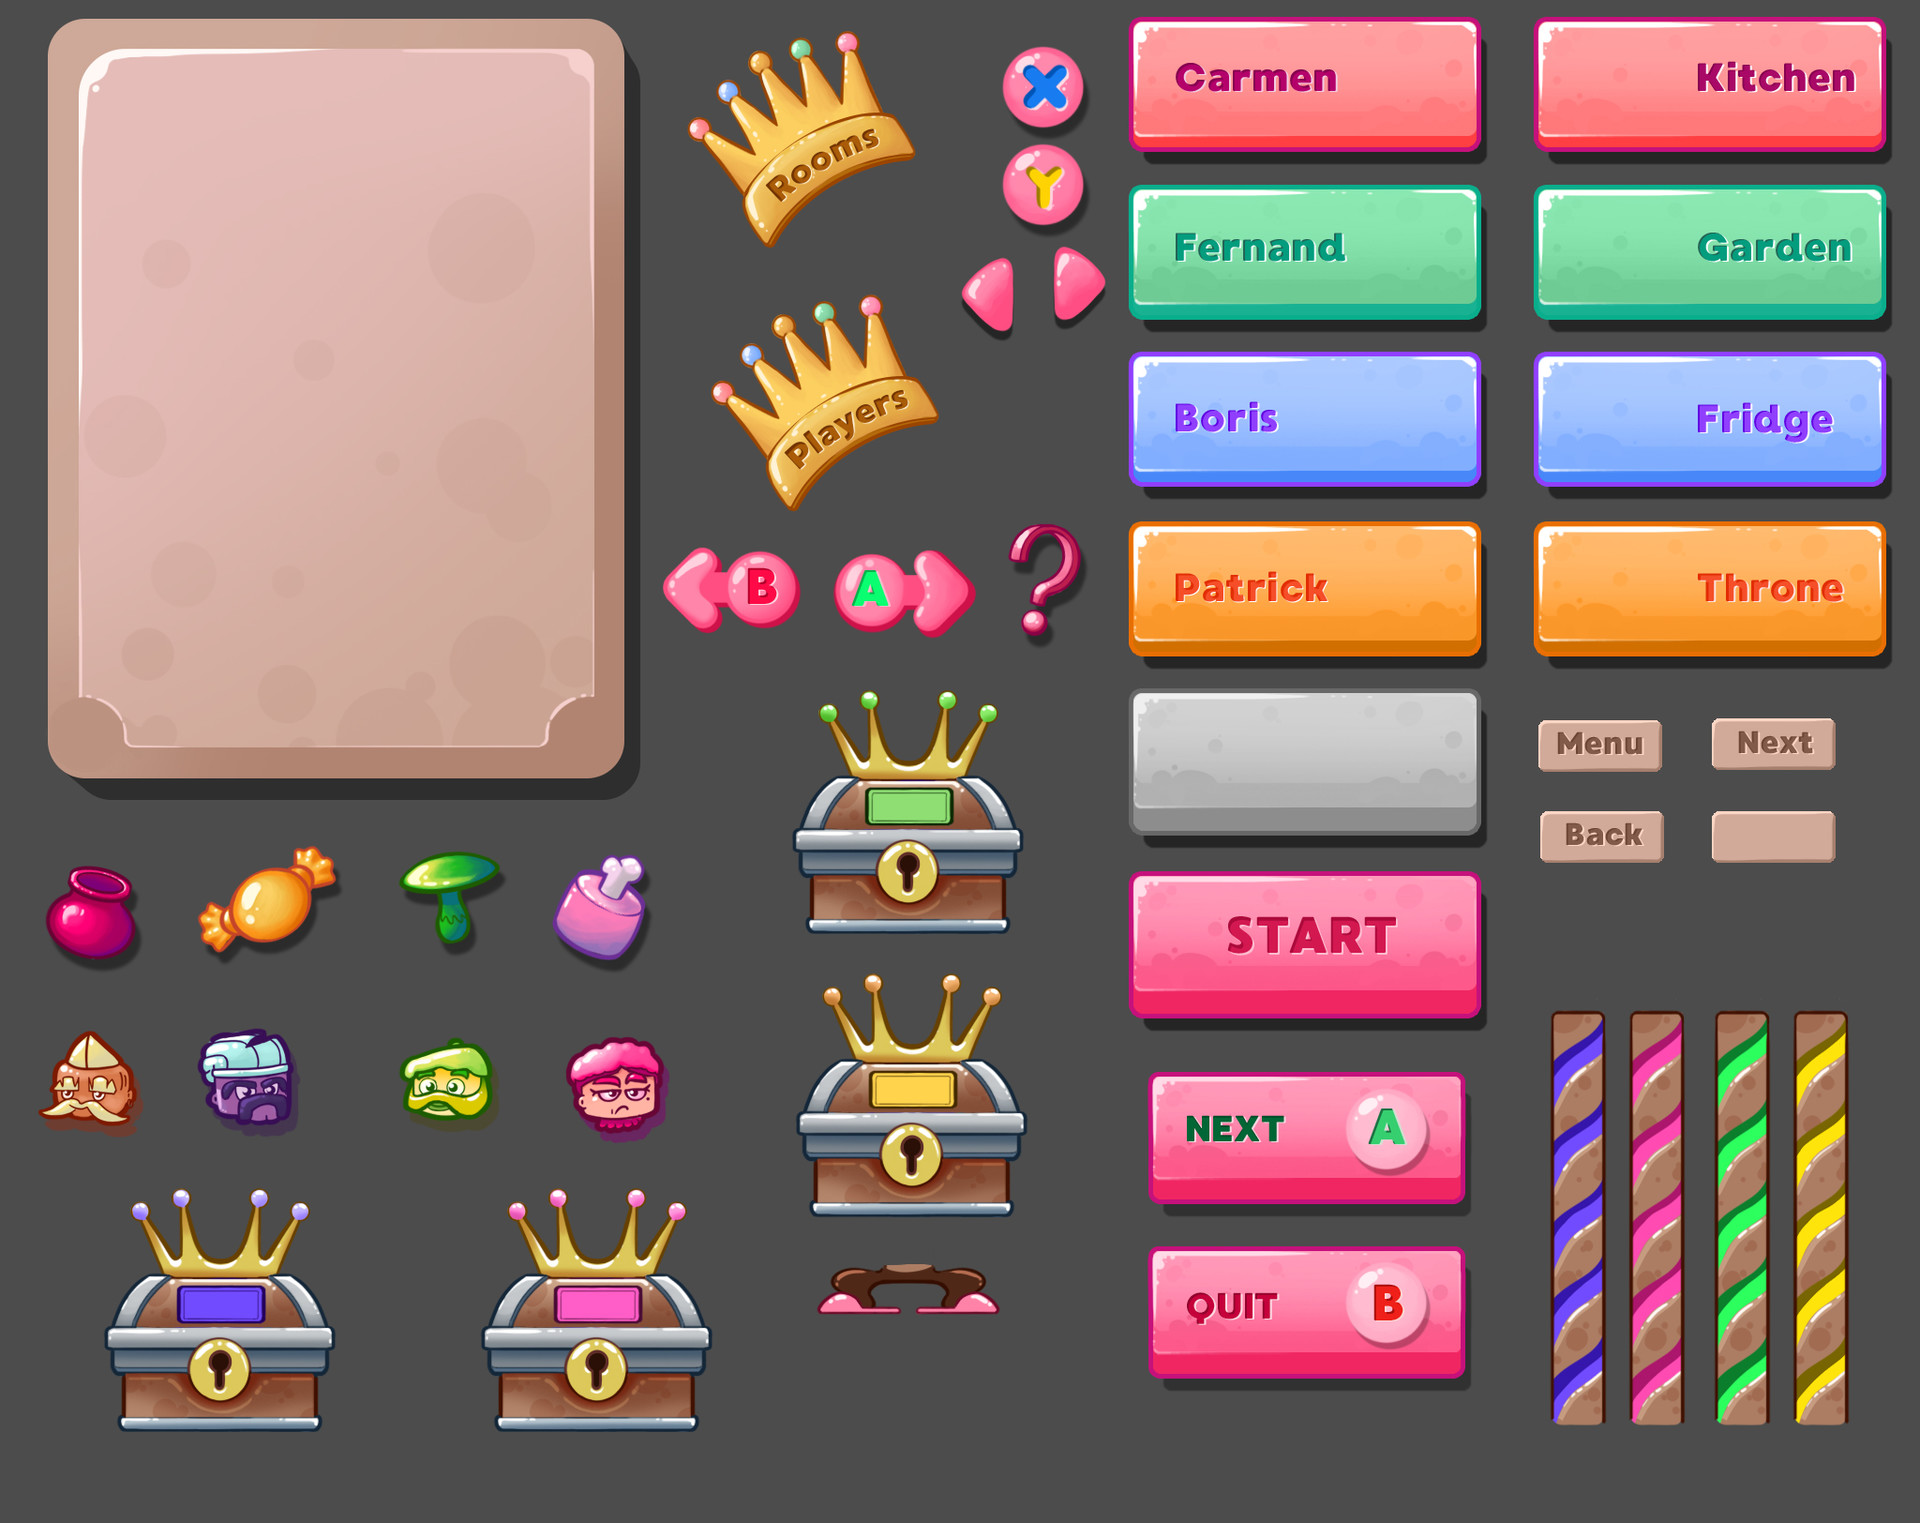 Rooms
X
Y
Players
B
A
?
Carmen
Kitchen
Fernand
Garden
Boris
Fridge
Patrick
Throne
Menu
Next
Back
START
NEXT A
QUIT B